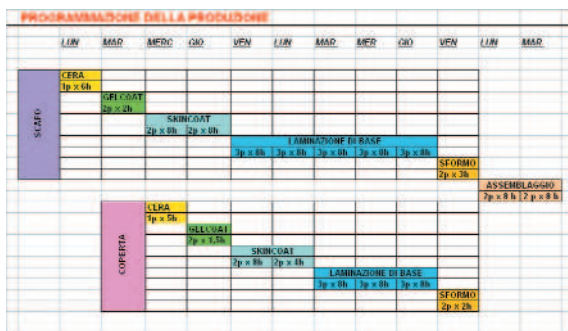 PROGRAMMAZIONE DELLA PRODUZIONE
LUN MAR MERC GIO VEN LUN MAR MER GIO VEN LUN MAR
SCAFO
CERA
1p x 6h
GELCOAT
2p x 2h
SKINCOAT
2p x 8h 2p x 8h
LAMINAZIONE DI BASE
3p x 8h 3p x 8h 3p x 8h 3p x 8h 3p x 8h
SFORMO
2p x 3h
ASSEMBLAGGIO
2p x 8 h 2 p x 8 h
COPERTA
CERA
1p x 5h
GELCOAT
2p x 1,5h
SKINCOAT
2p x 8h 2p x 4h
LAMINAZIONE DI BASE
3p x 8h 3p x 8h 3p x 8h
SFORMO
2p x 2h